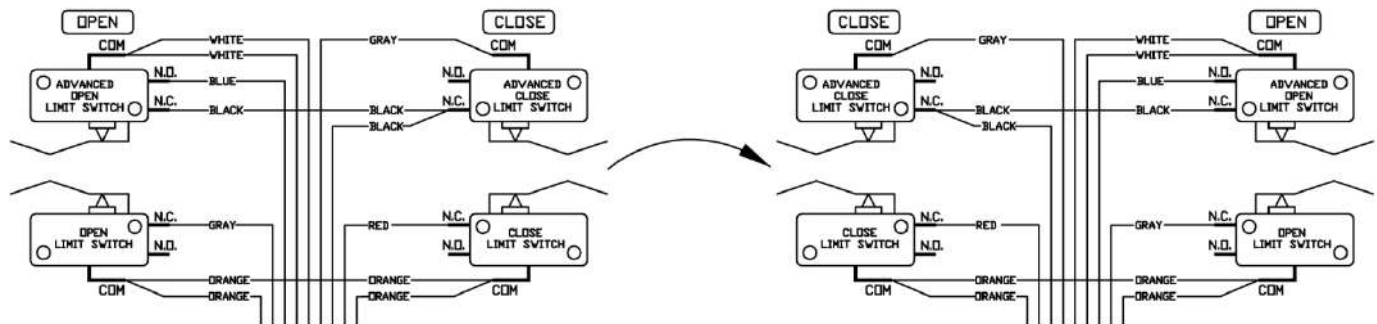 OPEN CLOSE CLOSE OPEN
COM WHITE GRAY COM COM GRAY WHITE COM
WHITE WHITE
N.O. N.O. N.O. N.O.
ADVANCED OPEN LIMIT SWITCH BLUE ADVANCED CLOSE LIMIT SWITCH ADVANCED CLOSE LIMIT SWITCH BLUE ADVANCED OPEN LIMIT SWITCH
N.C. BLACK BLACK N.C. N.C. BLACK BLACK N.C.
BLACK BLACK
N.C. GRAY RED N.C. N.C. RED GRAY N.C.
OPEN LIMIT SWITCH CLOSE LIMIT SWITCH CLOSE LIMIT SWITCH OPEN LIMIT SWITCH
N.O. N.O. N.O. N.O.
ORANGE ORANGE ORANGE ORANGE
COM ORANGE ORANGE COM COM ORANGE ORANGE COM